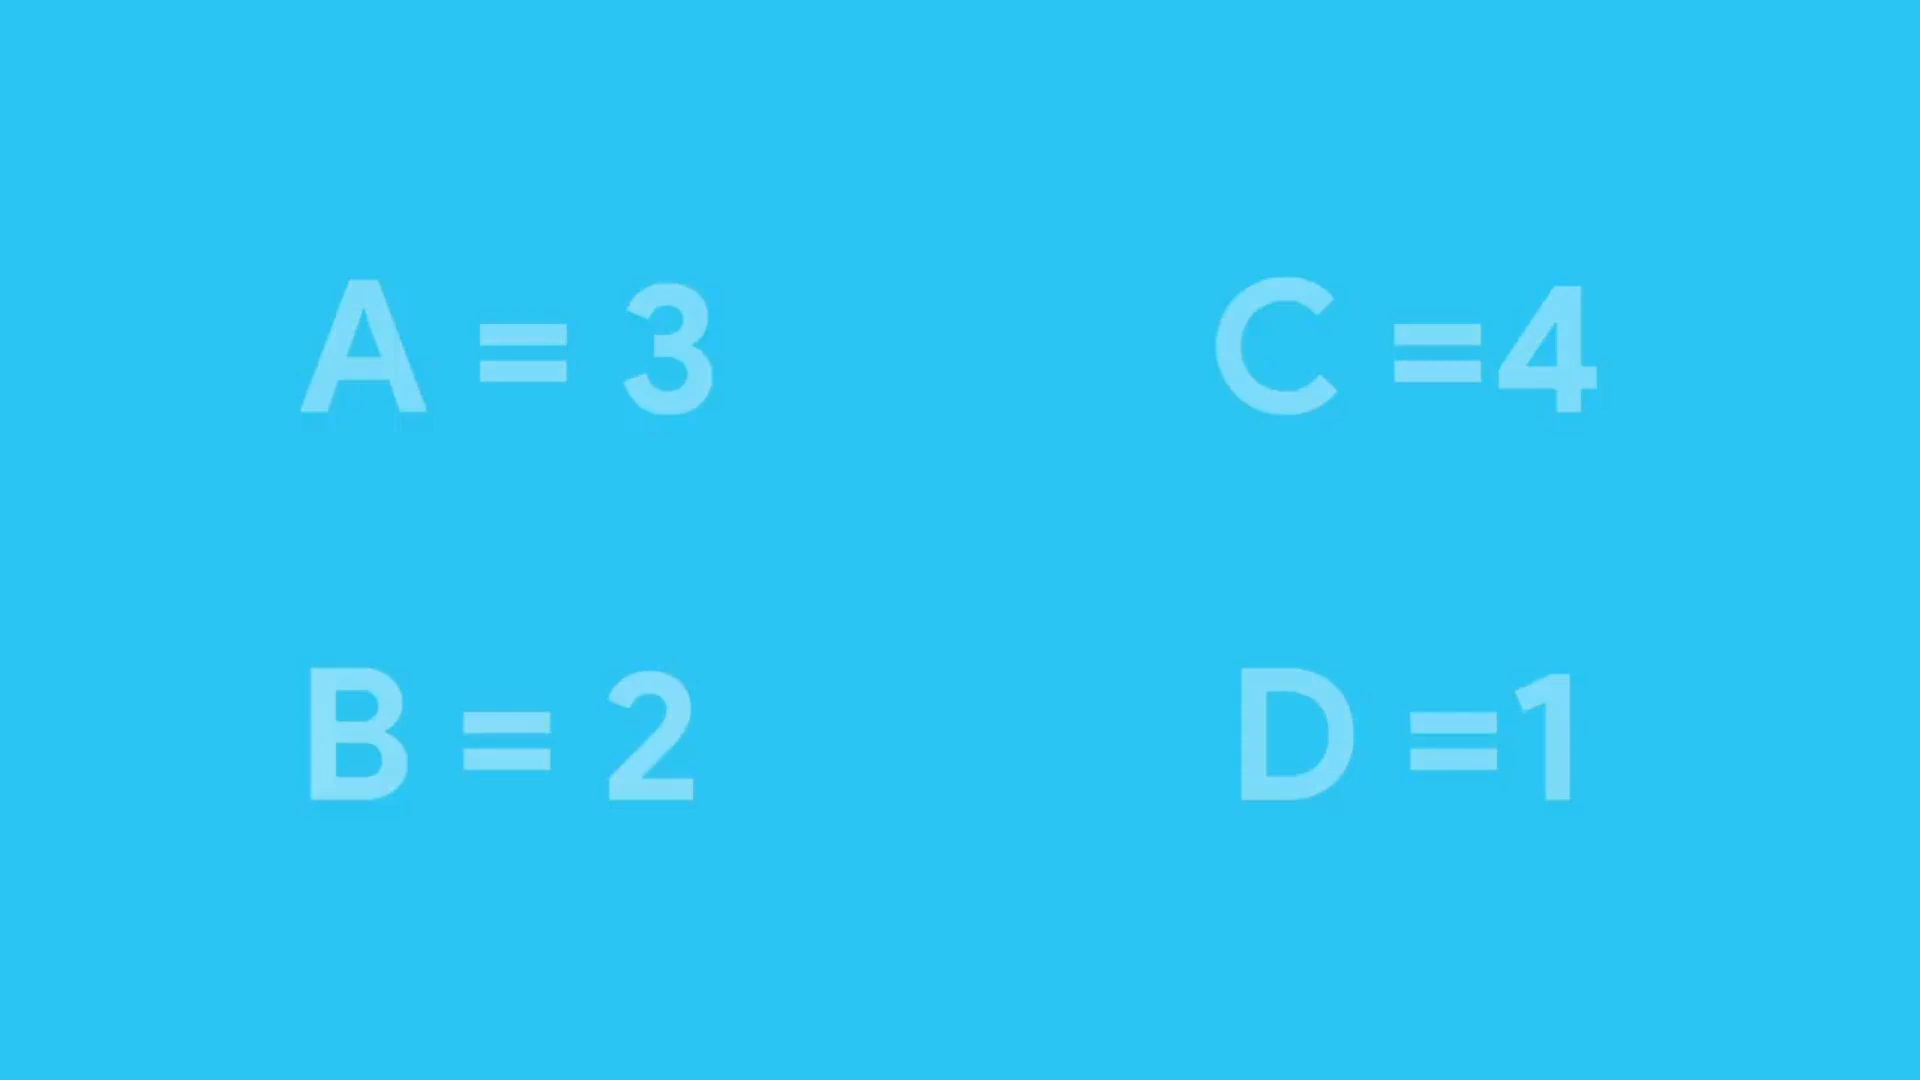 A = 3
C =4
B = 2
D =1